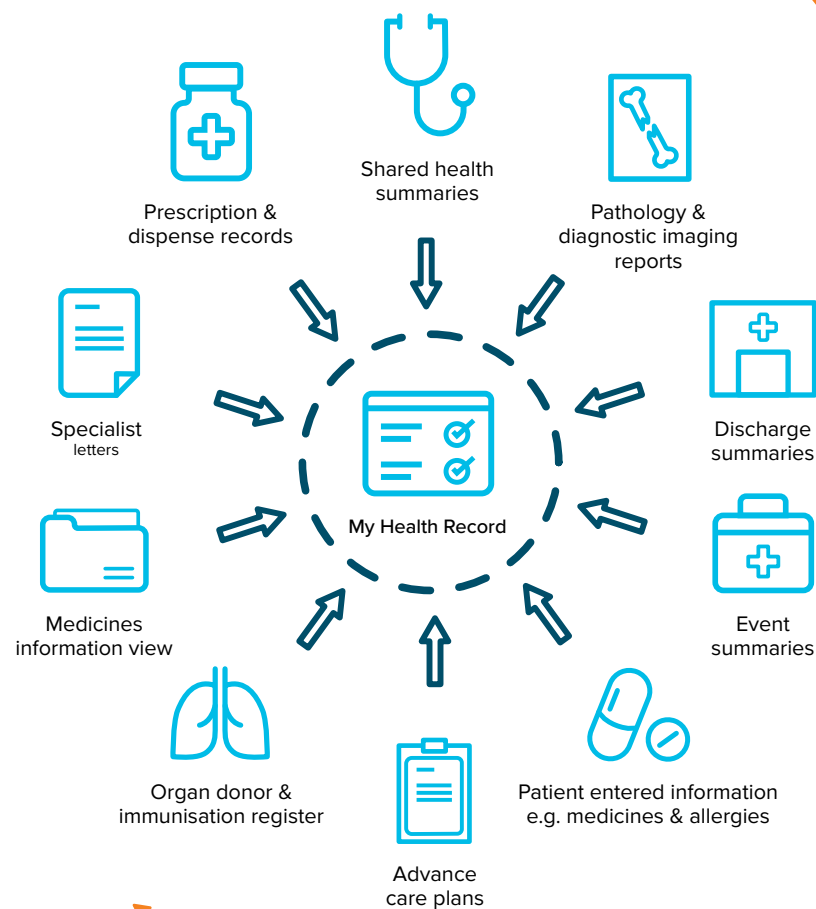 Shared health
summaries
Prescription &
dispense records
Pathology &
diagnostic imaging
reports
Specialist
letters
Discharge
summaries
My Health Record
Medicines
information view
Event
summaries
Organ donor &
immunisation register
Patient entered information
e.g. medicines & allergies
Advance
care plans